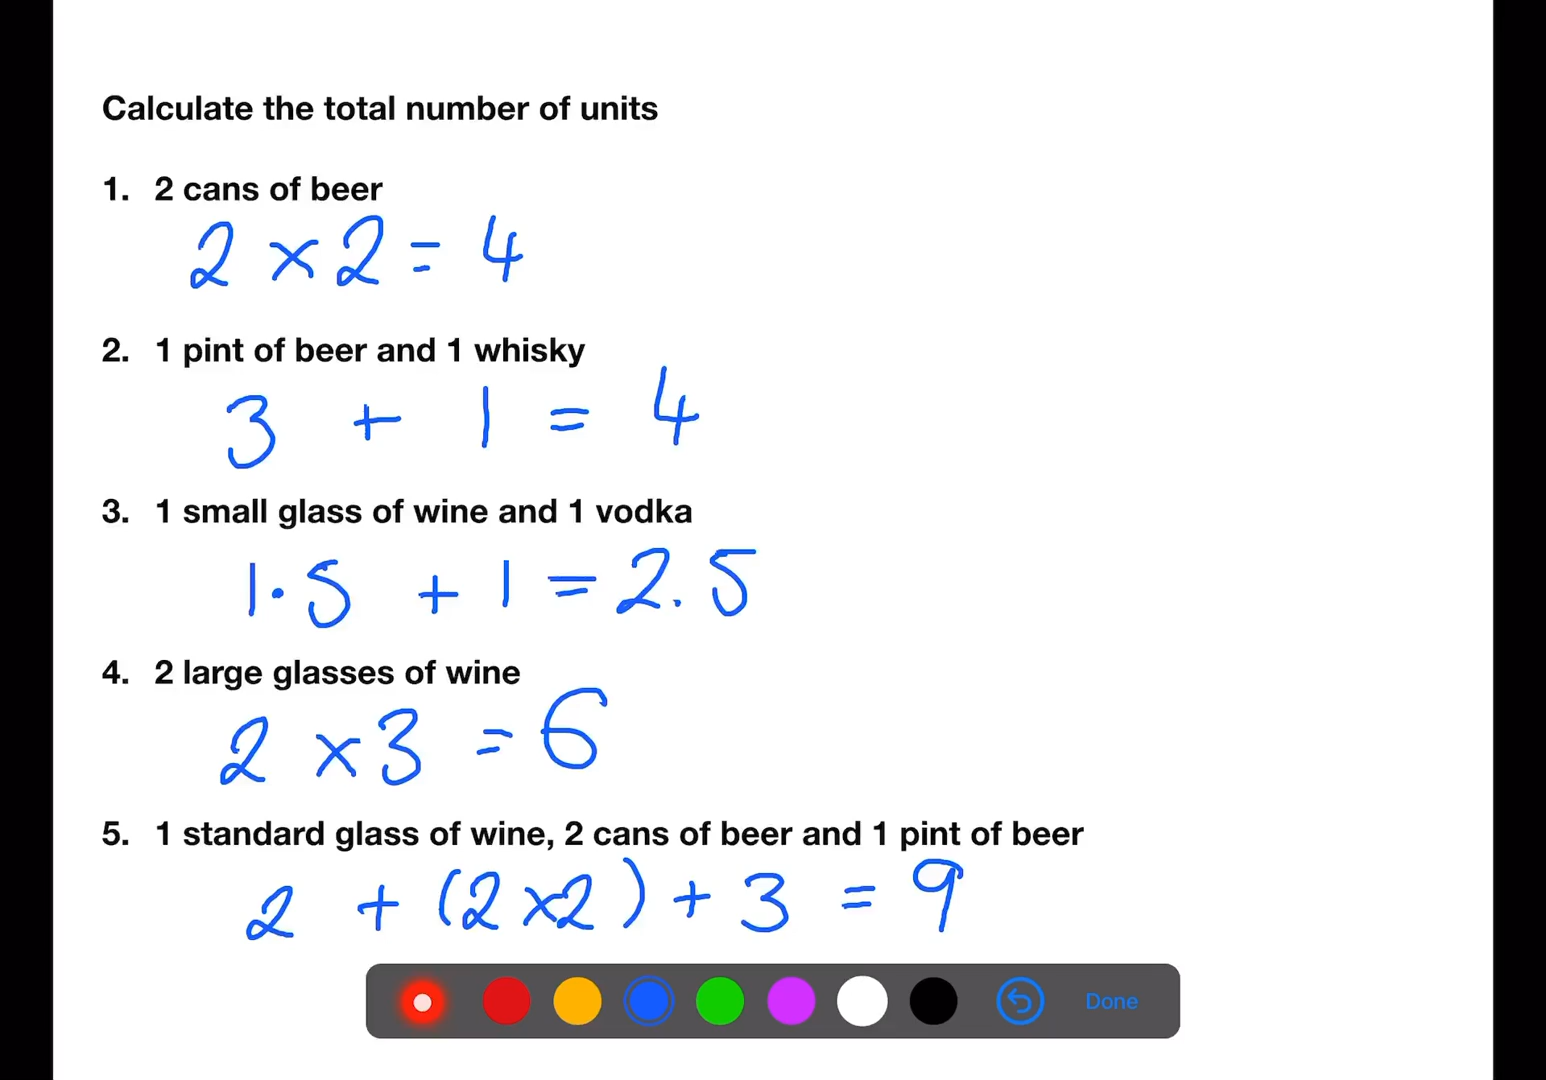 Calculate the total number of units
1. 2 cans of beer
2 × 2 = 4
2. 1 pint of beer and 1 whisky
3 + 1 = 4
3. 1 small glass of wine and 1 vodka
1.5 + 1 = 2.5
4. 2 large glasses of wine
2 × 3 = 6
5. 1 standard glass of wine, 2 cans of beer and 1 pint of beer
2 + (2 × 2) + 3 = 9
Done